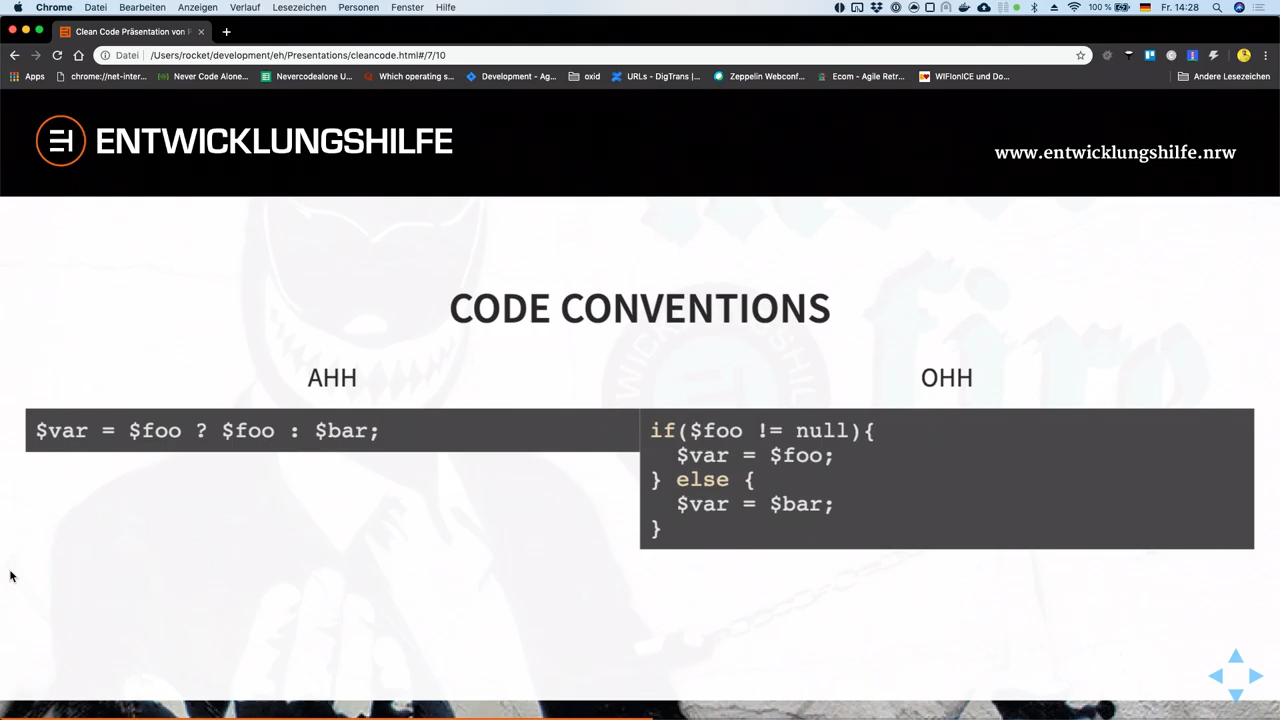 Chrome Datei Bearbeiten Anzeigen Verlauf Lesezeichen Personen Fenster Hilfe 100 % Fr. 14:28
Clean Code Präsentation von
Datei /Users/rocket/development/eh/Presentations/cleancode.html#/7/10
Apps chrome://net-inter... Never Code Alone... Nevercodealone U... Which operating s... Development - Ag... oxid URLs - DigTrans |... Zeppelin Webconf... Ecom - Agile Retr... WIFIonICE und Do... Andere Lesezeichen
ENTWICKLUNGSHILFE
www.entwicklungshilfe.nrw
CODE CONVENTIONS
AHH
$var = $foo ? $foo : $bar;
OHH
if($foo != null){
$var = $foo;
} else {
$var = $bar;
}